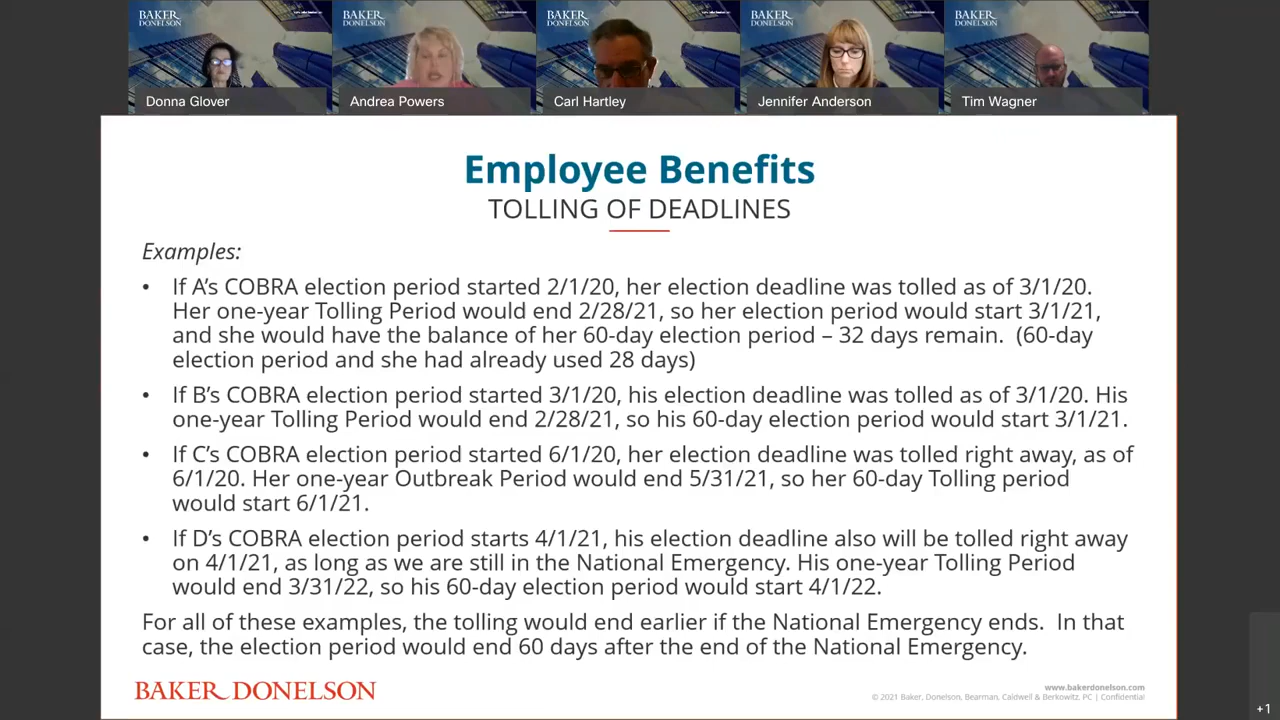 BAKER
DONELSON
BAKER
DONELSON
BAKER
DONELSON
BAKER
DONELSON
BAKER
DONELSON
Donna Glover
Andrea Powers
Carl Hartley
Jennifer Anderson
Tim Wagner
Employee Benefits
TOLLING OF DEADLINES
Examples:
• If A's COBRA election period started 2/1/20, her election deadline was tolled as of 3/1/20.
Her one-year Tolling Period would end 2/28/21, so her election period would start 3/1/21,
and she would have the balance of her 60-day election period – 32 days remain. (60-day
election period and she had already used 28 days)
• If B's COBRA election period started 3/1/20, his election deadline was tolled as of 3/1/20. His
one-year Tolling Period would end 2/28/21, so his 60-day election period would start 3/1/21.
• If C's COBRA election period started 6/1/20, her election deadline was tolled right away, as of
6/1/20. Her one-year Outbreak Period would end 5/31/21, so her 60-day Tolling period
would start 6/1/21.
• If D's COBRA election period starts 4/1/21, his election deadline also will be tolled right away
on 4/1/21, as long as we are still in the National Emergency. His one-year Tolling Period
would end 3/31/22, so his 60-day election period would start 4/1/22.
For all of these examples, the tolling would end earlier if the National Emergency ends. In that
case, the election period would end 60 days after the end of the National Emergency.
BAKER DONELSON
www.bakerdonelson.com
© 2021 Baker, Donelson, Bearman, Caldwell & Berkowitz, PC | Confidential
+1